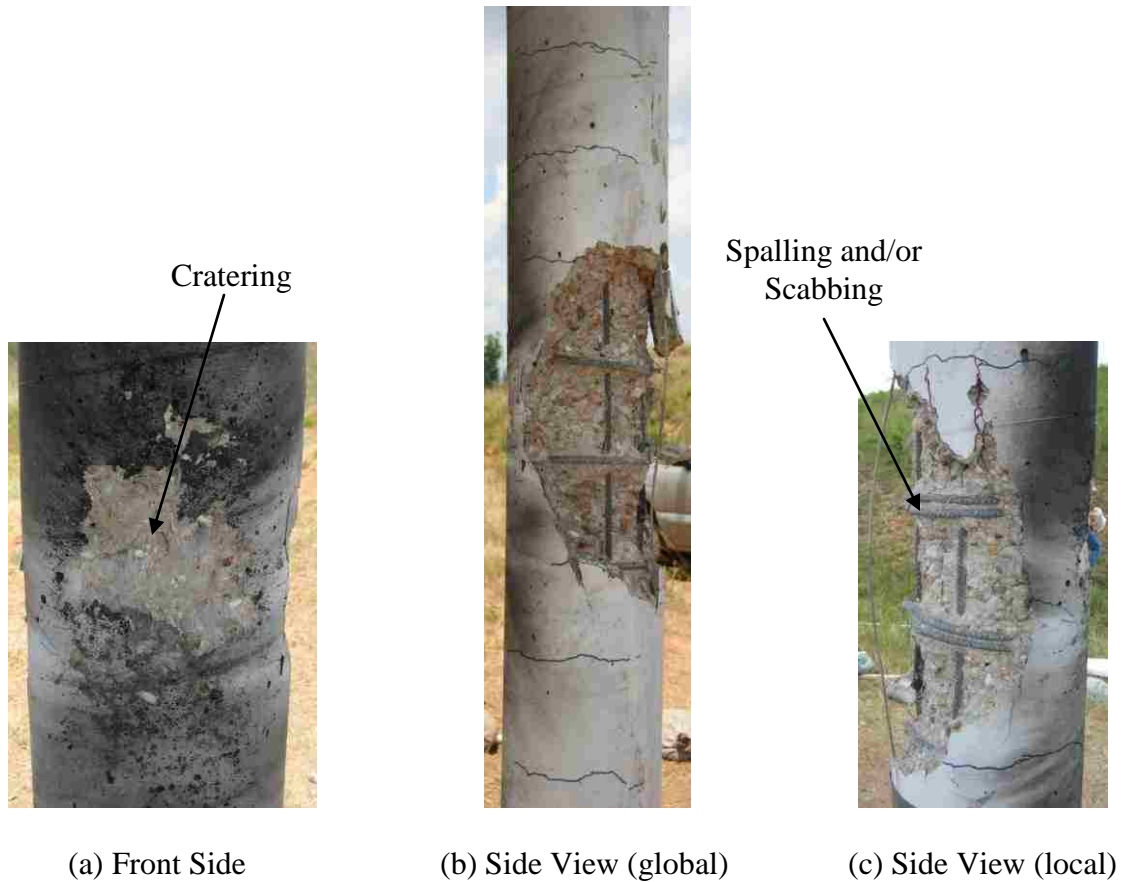 Cratering
Spalling and/or
Scabbing
(a) Front Side
(b) Side View (global)
(c) Side View (local)